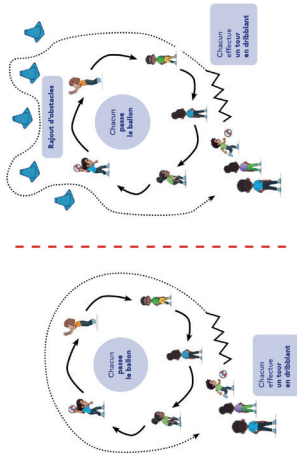 Chacun
passe
le ballon
Chacun
effectue
un tour
en dribblant
Rajout d'obstacles
Chacun
passe
le ballon
Chacun
effectue
un tour
en dribblant